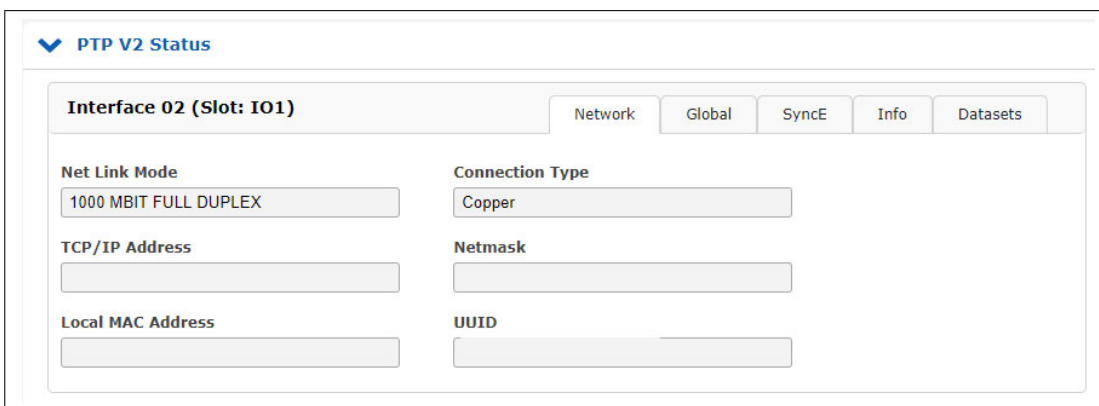 PTP V2 Status
Interface 02 (Slot: IO1)
Network
Global
SyncE
Info
Datasets
Net Link Mode
Connection Type
1000 MBIT FULL DUPLEX
Copper
TCP/IP Address
Netmask
Local MAC Address
UUID